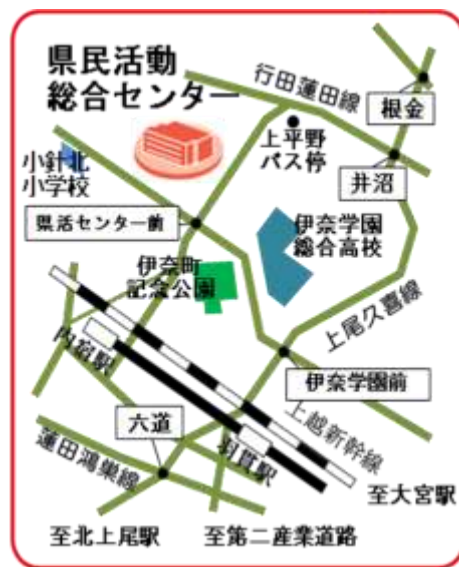 県民活動
総合センター
行田蓮田線
根金
上平野
バス停
井沼
小針北
小学校
県活センター前
伊奈学園
総合高校
伊奈町
記念公園
上尾久喜線
内宿駅
伊奈学園前
六道
上越新幹線
羽貫駅
蓮田鴻巣線
至大宮駅
至北上尾駅
至第二産業道路